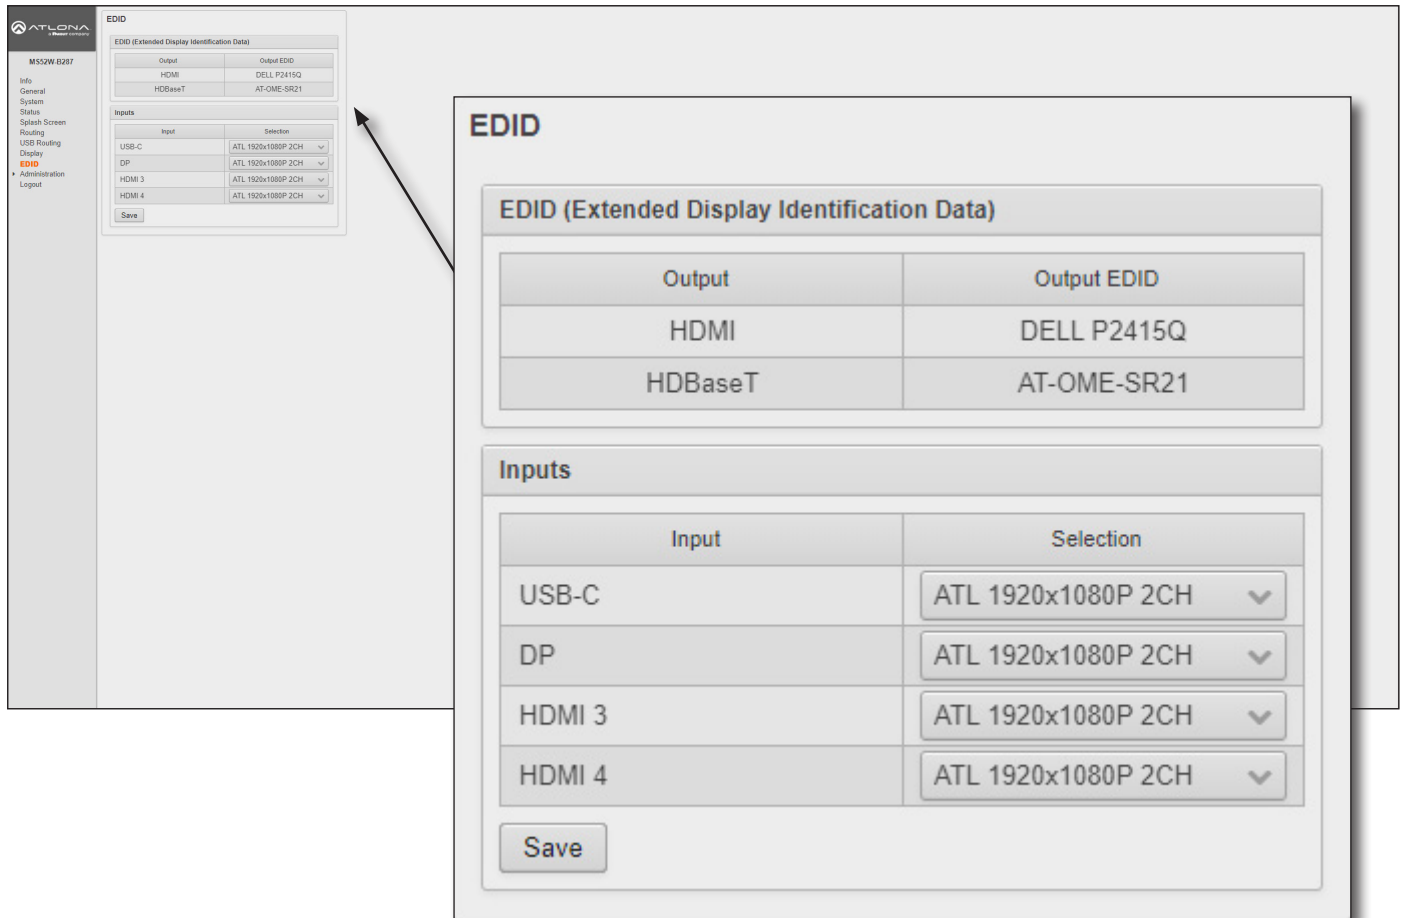 ATLONA
a Panduit company
MS52W-B287
Info
General
System
Status
Splash Screen
Routing
USB Routing
Display
EDID
Administration
Logout
EDID
EDID (Extended Display Identification Data)
Output Output EDID
HDMI DELL P2415Q
HDBaseT AT-OME-SR21
Inputs
Input Selection
USB-C ATL 1920x1080P 2CH
DP ATL 1920x1080P 2CH
HDMI 3 ATL 1920x1080P 2CH
HDMI 4 ATL 1920x1080P 2CH
Save
EDID
EDID (Extended Display Identification Data)
Output Output EDID
HDMI DELL P2415Q
HDBaseT AT-OME-SR21
Inputs
Input Selection
USB-C ATL 1920x1080P 2CH
DP ATL 1920x1080P 2CH
HDMI 3 ATL 1920x1080P 2CH
HDMI 4 ATL 1920x1080P 2CH
Save